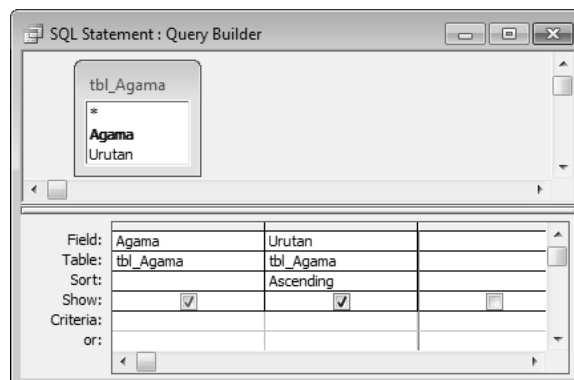 SQL Statement : Query Builder
tbl_Agama
*
Agama
Urutan
Field: Agama Urutan
Table: tbl_Agama tbl_Agama
Sort: Ascending
Show:
Criteria:
or: